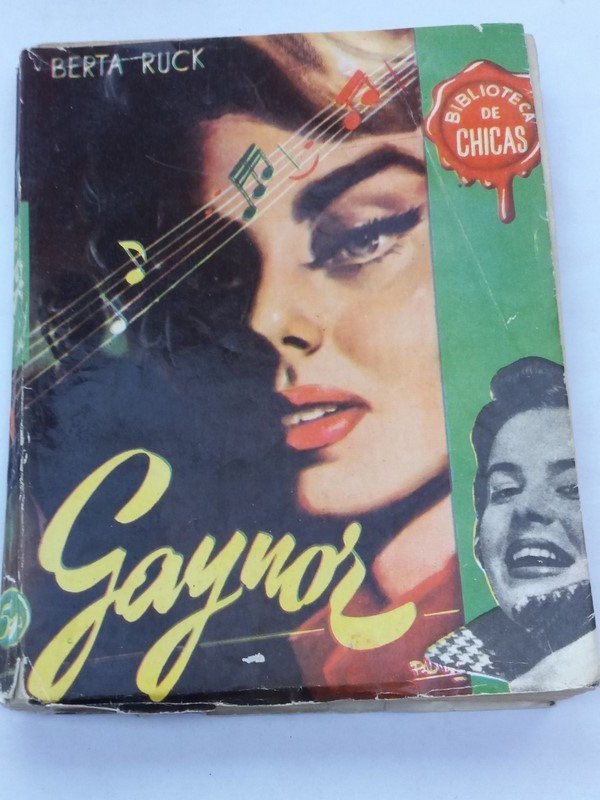 BERTA RUCK
BIBLIOTECA
DE
CHICAS
Gaynor